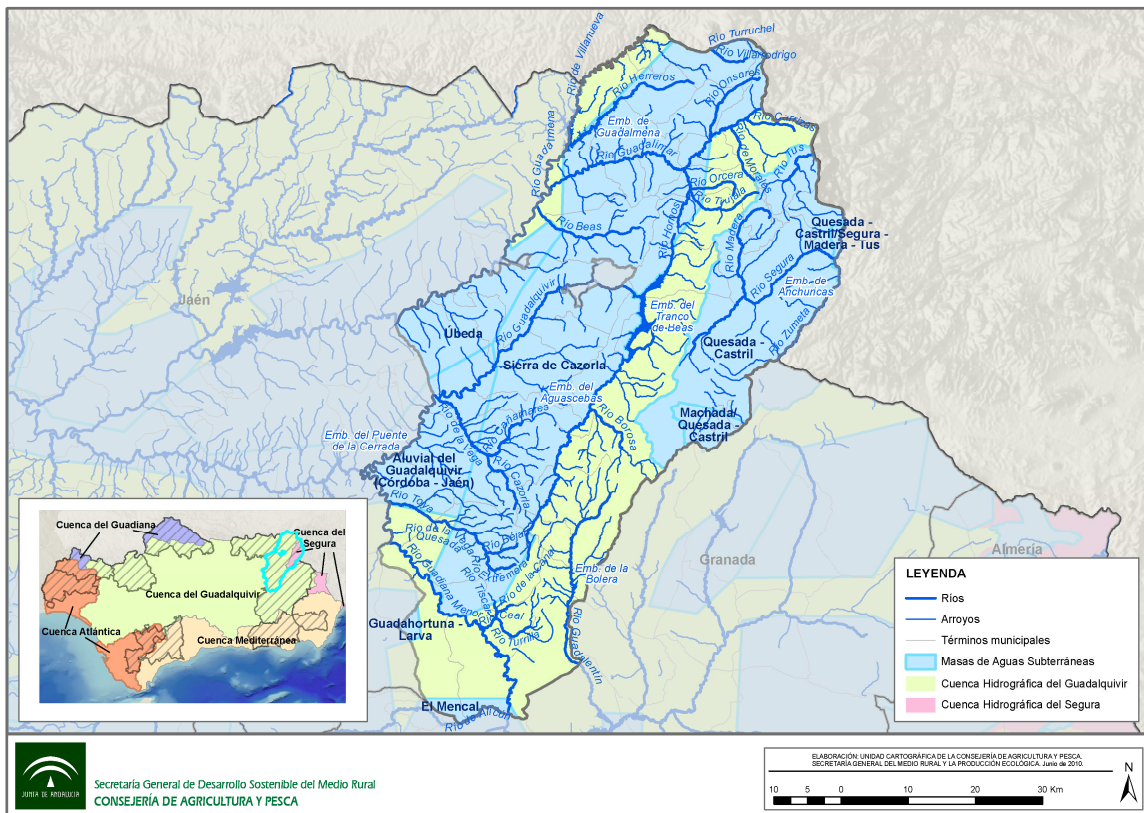 Río Turruchel
Río Villarrodrigo
Río de Villanueva
Río Herreros
Río Onsares
Emb. de
Guadalmena
Río Carrizas
Río Guadalmena
Río Guadalimar
Río de Morales
Río Tus
Río Orcera
Río Trujala
Río Beas
Río Hornos
Río Madera
Quesada -
Castril/Segura -
Madera - Tus
Río Segura
Emb. de
Anchuricas
Jaén
Río Guadalquivir
Emb. del
Tranco
de Beas
Río Zumeta
Úbeda
Quesada -
Castril
Sierra de Cazorla
Emb. del
Aguascebas
Machada/
Quesada -
Castril
Río Borosa
Río Cañamares
Río de la Vega
Emb. del Puente
de la Cerrada
Aluvial del
Guadalquivir
(Córdoba - Jaén)
Río Cazorla
Río Toya
Río de la Vega
Quesada
Río Béjar
Río Extremera
Río de la Canal
Río Guadiana Menor
Río Tíscar
Emb. de la
Bolera
Granada
Almería
Río Ceal
Río Turrilla
Guadahortuna -
Larva
Río Guadalentín
El Mencal
Río de Alicún
Cuenca del Guadiana
Cuenca del
Segura
Cuenca del Guadalquivir
Cuenca Atlántica
Cuenca Mediterránea
LEYENDA
Ríos
Arroyos
Términos municipales
Masas de Aguas Subterráneas
Cuenca Hidrográfica del Guadalquivir
Cuenca Hidrográfica del Segura
JUNTA DE ANDALUCIA
Secretaría General de Desarrollo Sostenible del Medio Rural
CONSEJERÍA DE AGRICULTURA Y PESCA
ELABORACIÓN: UNIDAD CARTOGRÁFICA DE LA CONSEJERÍA DE AGRICULTURA Y PESCA.
SECRETARÍA GENERAL DEL MEDIO RURAL Y LA PRODUCCIÓN ECOLÓGICA. Junio de 2010.
N
10 5 0 10 20 30 Km